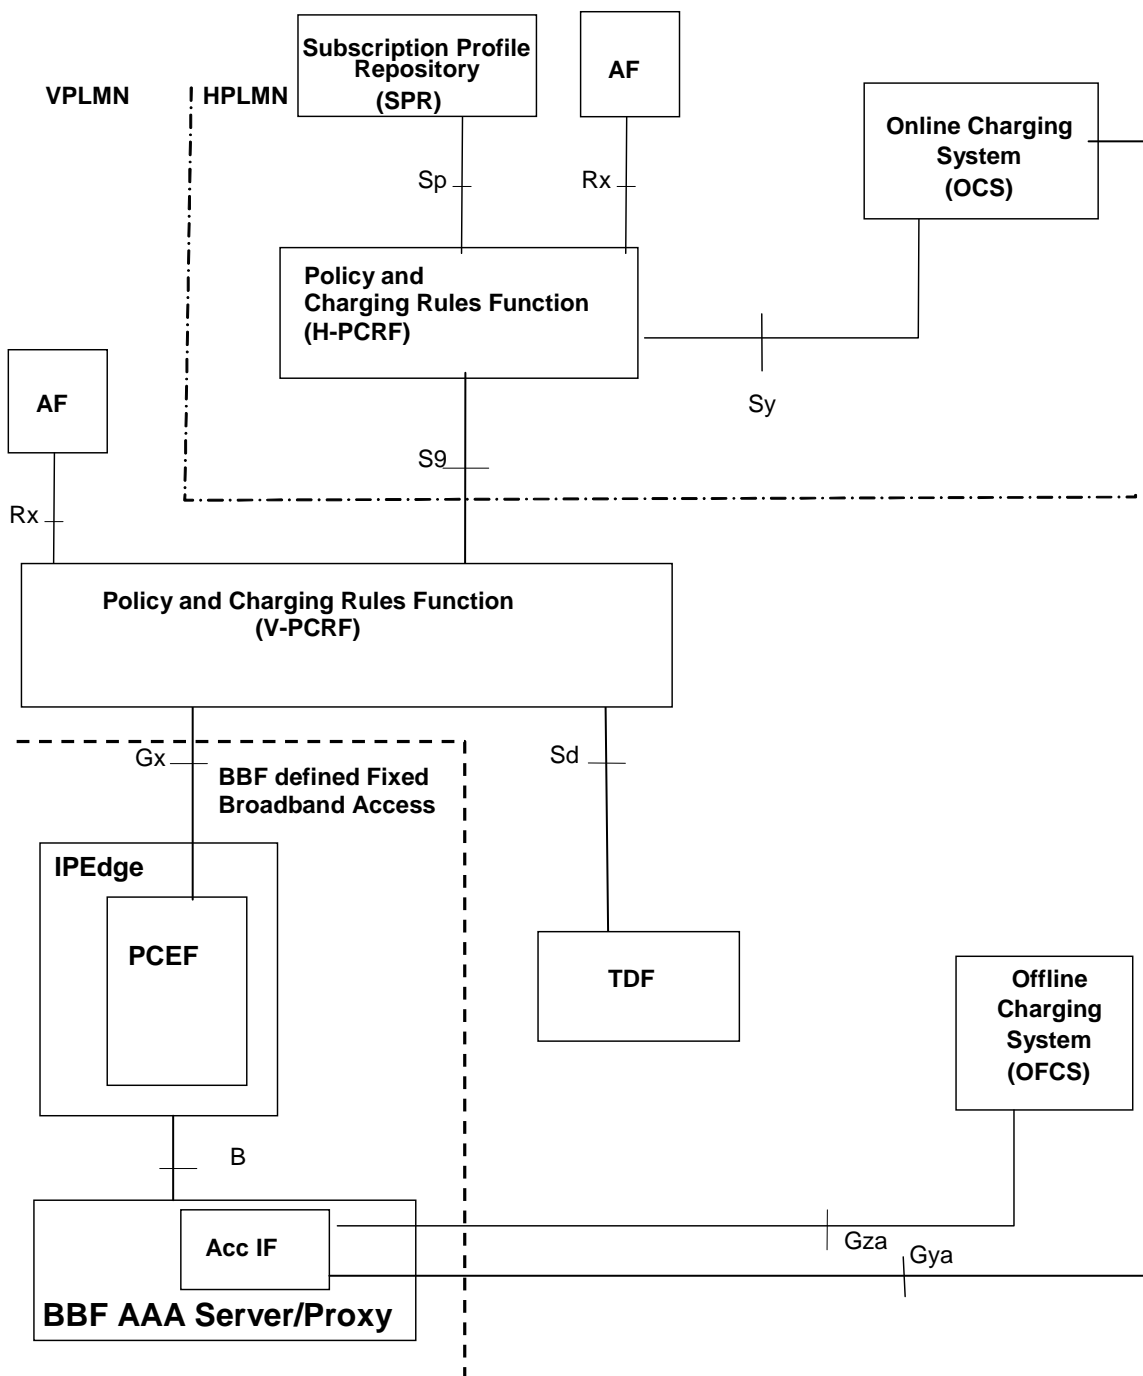 Subscription Profile
Repository
(SPR)
AF
VPLMN
HPLMN
Online Charging
System
(OCS)
Sp
Rx
Policy and
Charging Rules Function
(H-PCRF)
AF
Sy
S9
Rx
Policy and Charging Rules Function
(V-PCRF)
Gx
Sd
BBF defined Fixed
Broadband Access
IPEdge
PCEF
TDF
Offline
Charging
System
(OFCS)
B
Acc IF
Gza
Gya
BBF AAA Server/Proxy